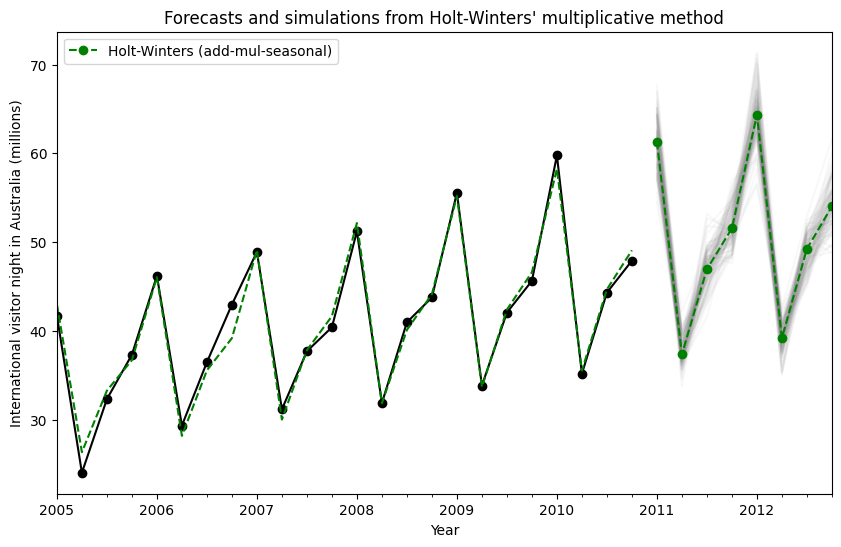 Forecasts and simulations from Holt-Winters' multiplicative method
Holt-Winters (add-mul-seasonal)
International visitor night in Australia (millions)
70
60
50
40
30
2005 2006 2007 2008 2009 2010 2011 2012
Year